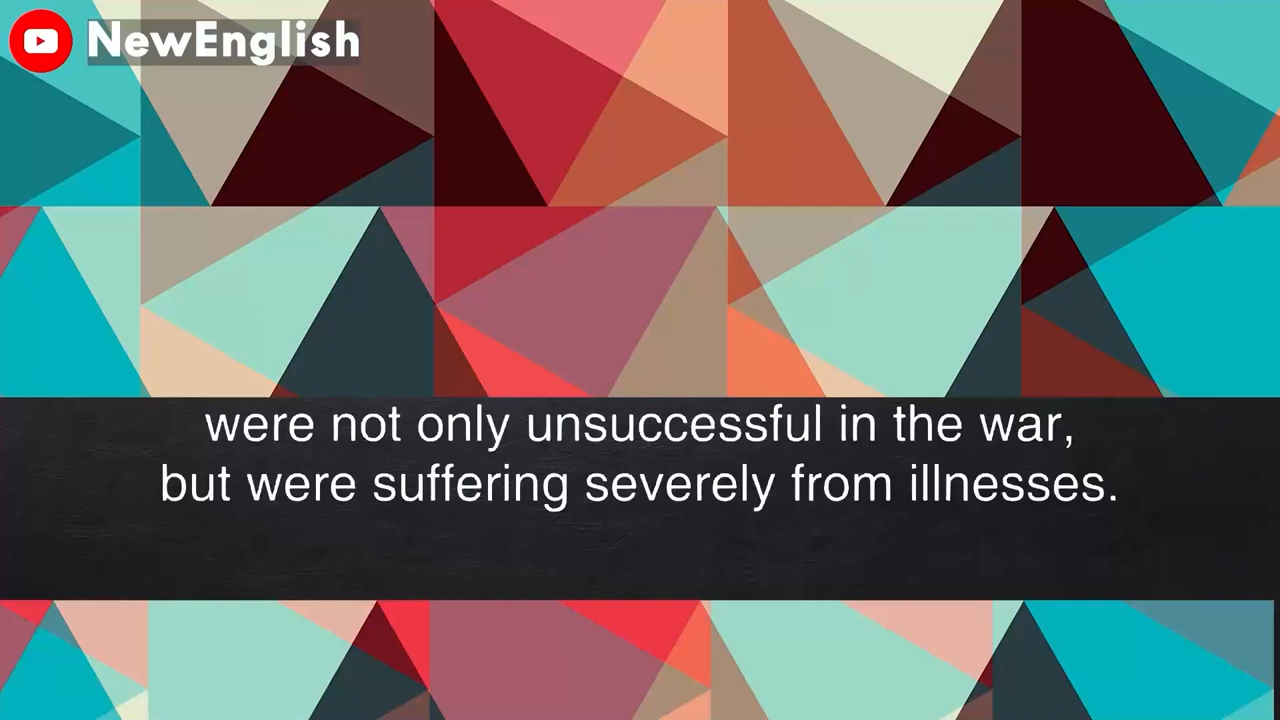 NewEnglish
were not only unsuccessful in the war,
but were suffering severely from illnesses.